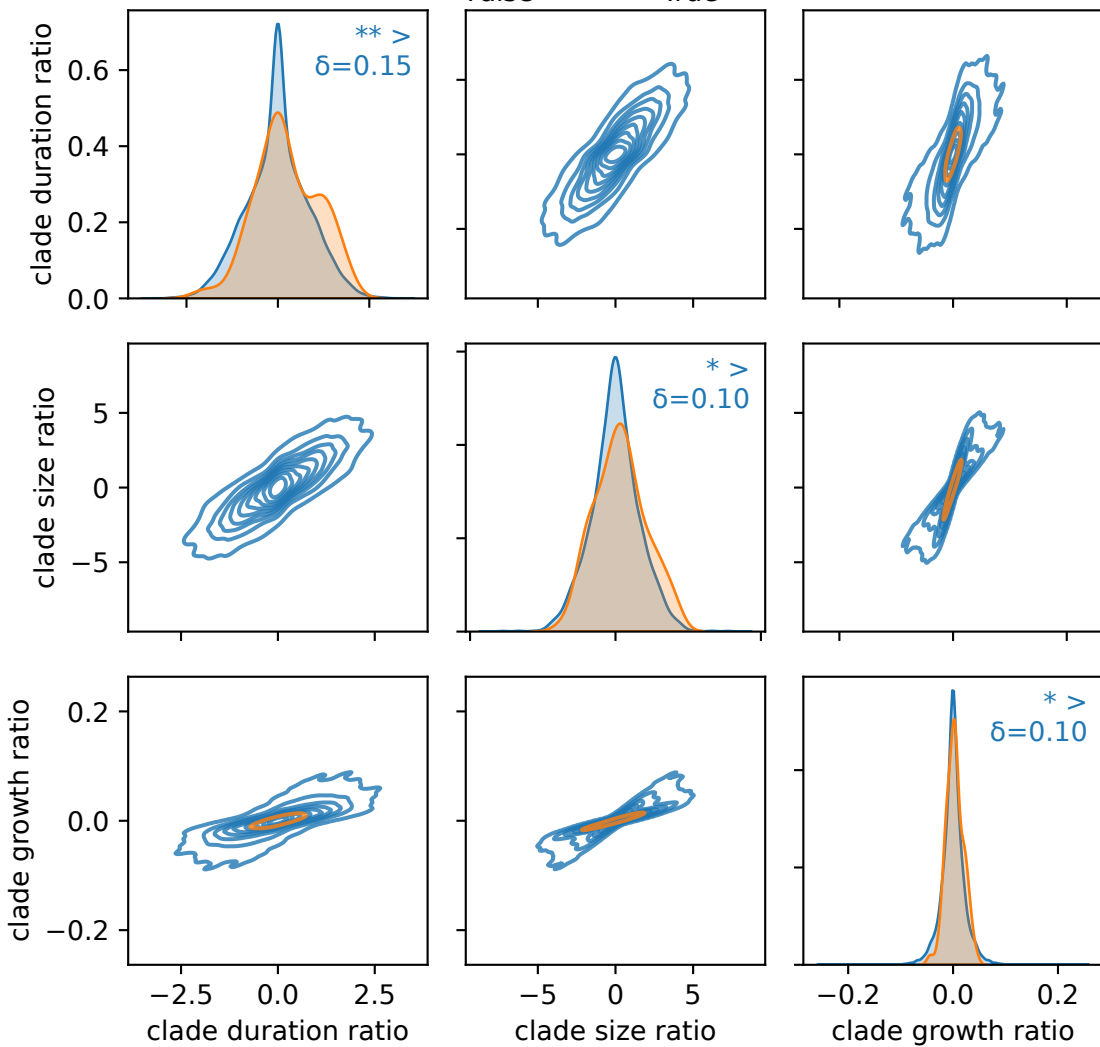 clade duration ratio
0.6
0.4
0.2
0.0
** >
δ=0.15
clade size ratio
5
0
−5
* >
δ=0.10
clade growth ratio
0.2
0.0
−0.2
* >
δ=0.10
−2.5 0.0 2.5
−5 0 5
−0.2 0.0 0.2
clade duration ratio
clade size ratio
clade growth ratio